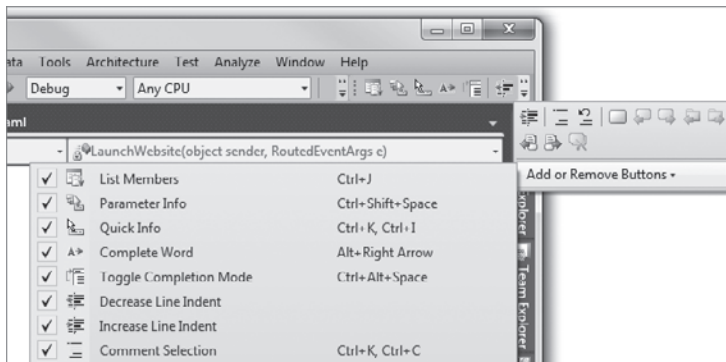 ata Tools Architecture Test Analyze Window Help
Debug Any CPU
aml
LaunchWebsite(object sender, RoutedEventArgs e)
Add or Remove Buttons
List Members Ctrl+J
Parameter Info Ctrl+Shift+Space
Quick Info Ctrl+K, Ctrl+I
Complete Word Alt+Right Arrow
Toggle Completion Mode Ctrl+Alt+Space
Decrease Line Indent
Increase Line Indent
Comment Selection Ctrl+K, Ctrl+C
xplorer
Team Explorer